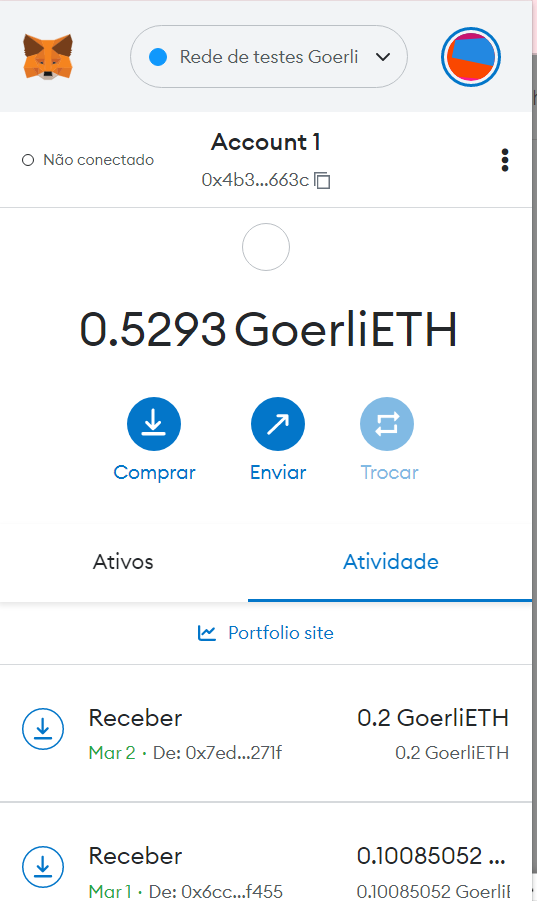 Rede de testes Goerli
Account 1
Não conectado
0x4b3...663c
0.5293 GoerliETH
Comprar
Enviar
Trocar
Ativos
Atividade
Portfolio site
Receber
0.2 GoerliETH
Mar 2 · De: 0x7ed...271f
0.2 GoerliETH
Receber
0.10085052 ...
Mar 1 · De: 0x6cc...f455
0.10085052 GoerliE